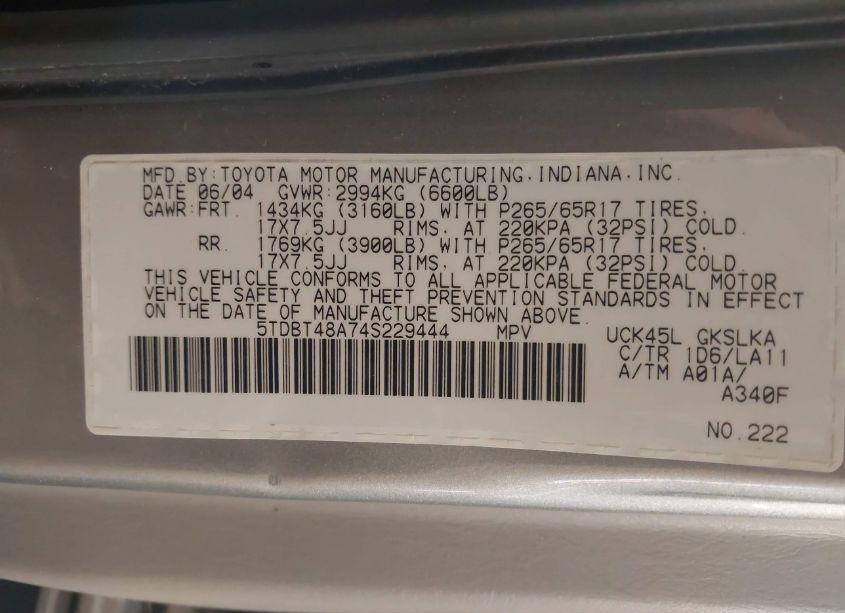 MFD.BY:TOYOTA MOTOR MANUFACTURING.INDIANA.INC.
DATE 06/04 GVWR:2994KG (6600LB)
GAWR:FRT. 1434KG (3160LB) WITH P265/65R17 TIRES.
17X7.5JJ RIMS. AT 220KPA (32PSI) COLD.
RR. 1769KG (3900LB) WITH P265/65R17 TIRES.
17X7.5JJ RIMS. AT 220KPA (32PSI) COLD.
THIS VEHICLE CONFORMS TO ALL APPLICABLE FEDERAL MOTOR
VEHICLE SAFETY AND THEFT PREVENTION STANDARDS IN EFFECT
ON THE DATE OF MANUFACTURE SHOWN ABOVE.
5TDBT48A74S229444 MPV UCK45L GKSLKA
C/TR 1D6/LA11
A/TM A01A/
A340F
NO.222